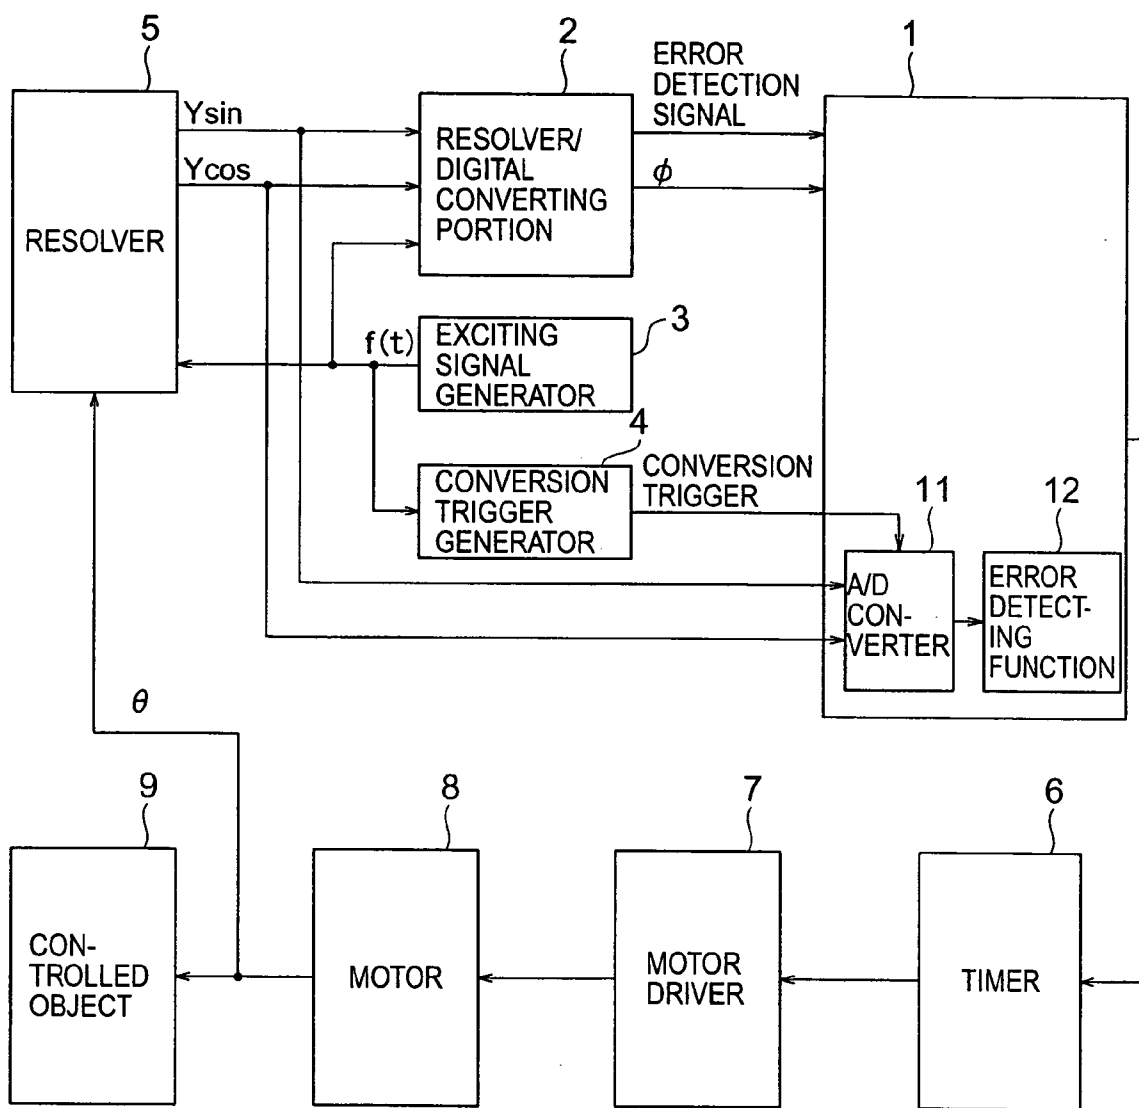 5
2
1
ERROR
DETECTION
SIGNAL
Ysin
Ycos
RESOLVER/
DIGITAL
CONVERTING
PORTION
ϕ
RESOLVER
f(t)
EXCITING
SIGNAL
GENERATOR
3
4
CONVERSION
TRIGGER
GENERATOR
CONVERSION
TRIGGER
11
12
A/D
CON-
VERTER
ERROR
DETECT-
ING
FUNCTION
θ
9
8
7
6
CON-
TROLLED
OBJECT
MOTOR
MOTOR
DRIVER
TIMER